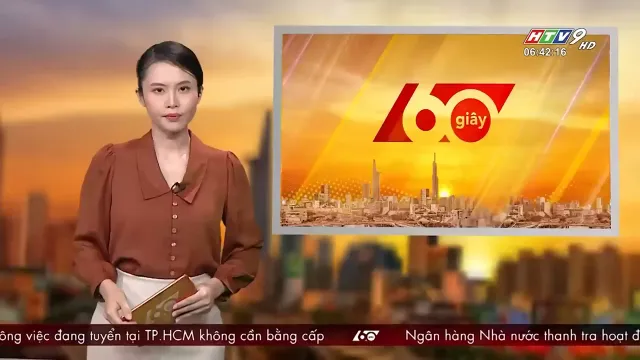 HTV9 HD
06:42:16
60 giây
ông việc đang tuyển tại TP.HCM không cần bằng cấp 60 Ngân hàng Nhà nước thanh tra hoạt đ